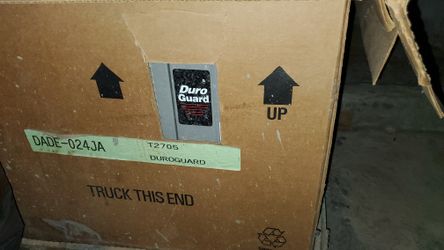 Duro
Guard
UP
DADE-024JA
T2705
DUROGUARD
TRUCK THIS END